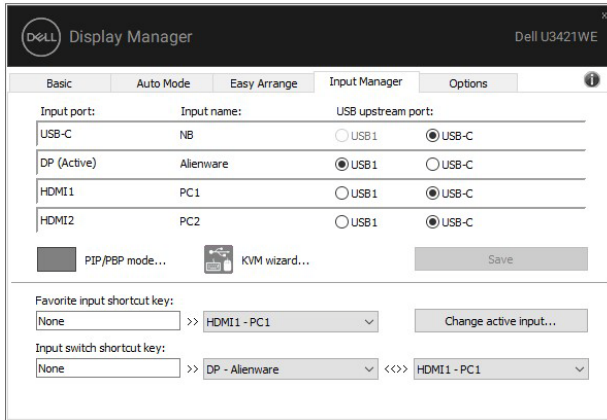 DELL Display Manager Dell U3421WE
Basic Auto Mode Easy Arrange Input Manager Options
Input port: Input name: USB upstream port:
USB-C NB USB1 USB-C
DP (Active) Alienware USB1 USB-C
HDMI1 PC1 USB1 USB-C
HDMI2 PC2 USB1 USB-C
PIP/PBP mode... KVM wizard... Save
Favorite input shortcut key:
None >> HDMI1 - PC1 Change active input...
Input switch shortcut key:
None >> DP - Alienware <<>> HDMI1 - PC1